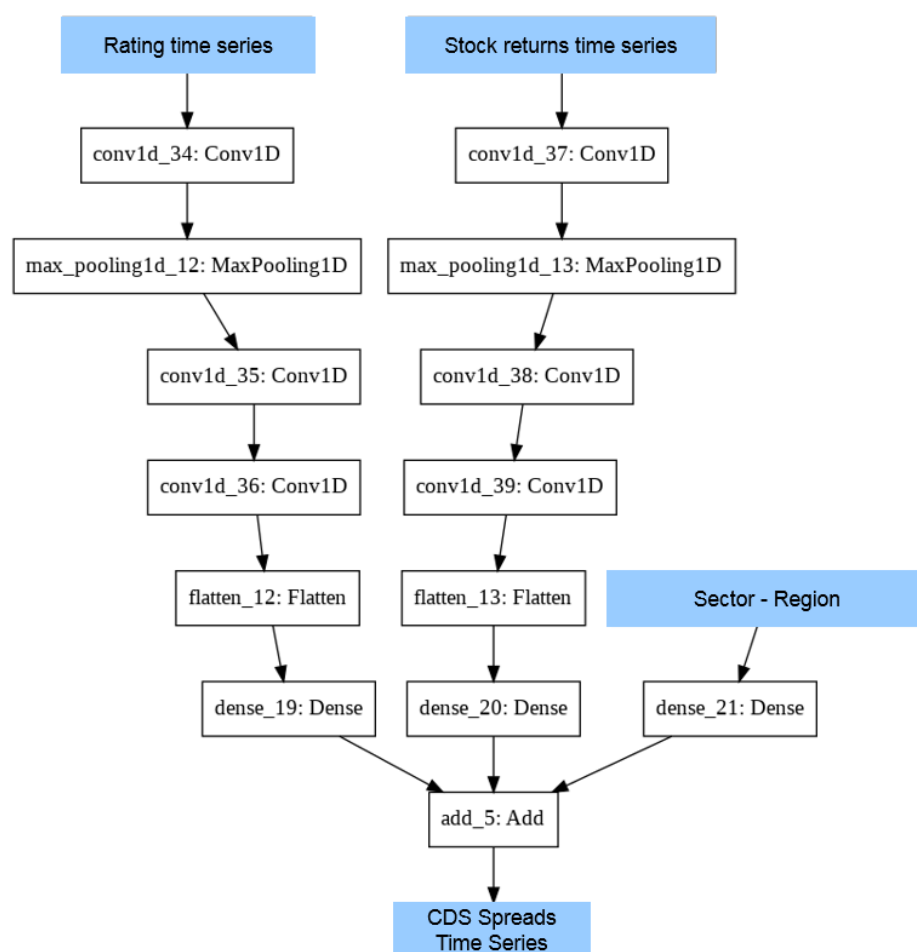 Rating time series
Stock returns time series
conv1d_34: Conv1D
conv1d_37: Conv1D
max_pooling1d_12: MaxPooling1D
max_pooling1d_13: MaxPooling1D
conv1d_35: Conv1D
conv1d_38: Conv1D
conv1d_36: Conv1D
conv1d_39: Conv1D
flatten_12: Flatten
flatten_13: Flatten
Sector - Region
dense_19: Dense
dense_20: Dense
dense_21: Dense
add_5: Add
CDS Spreads
Time Series